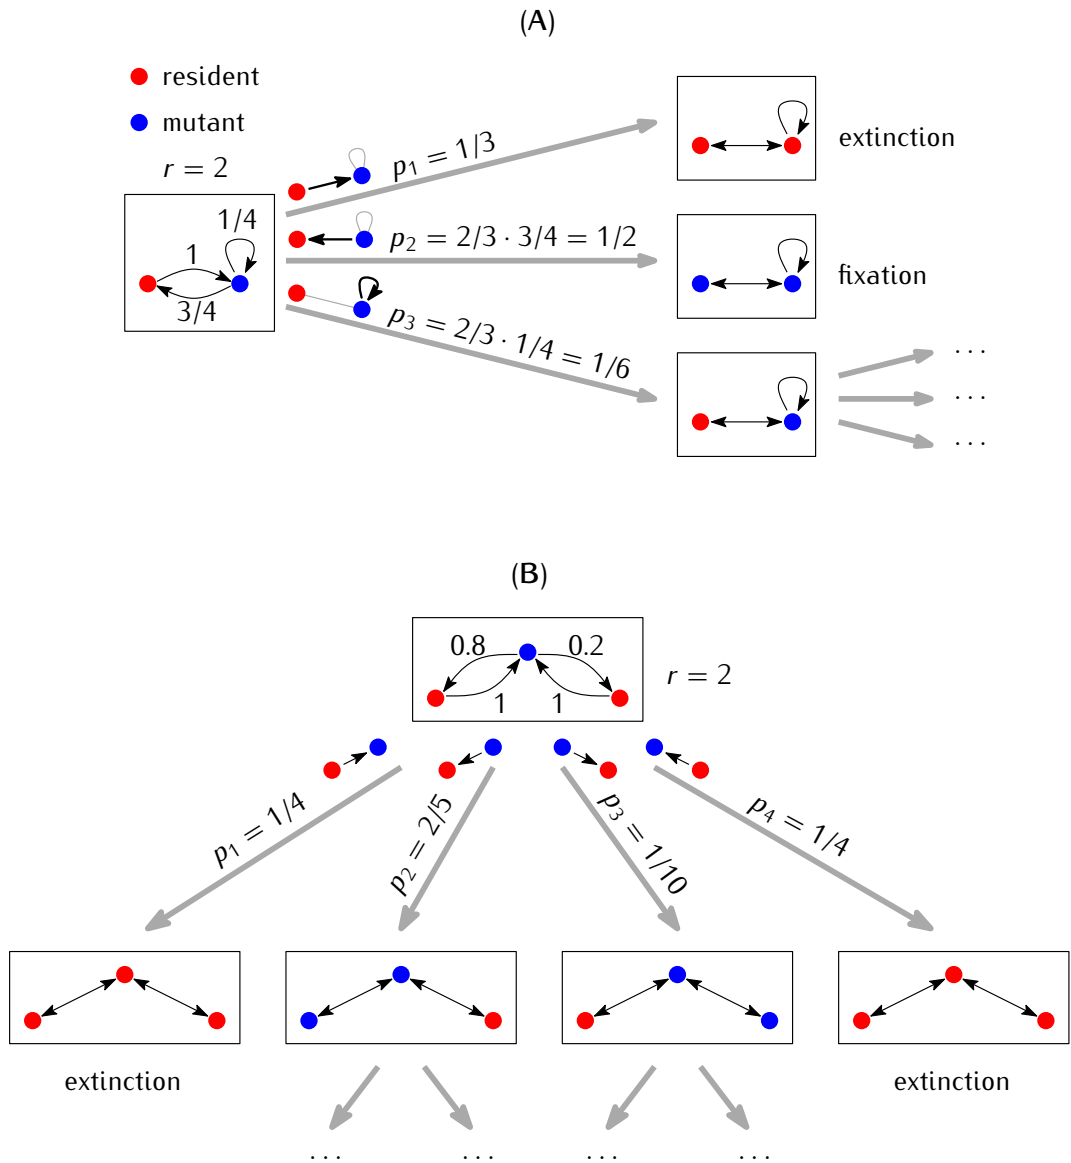 (A)
resident
mutant
r = 2
1/4
1
3/4
p₁ = 1/3
p₂ = 2/3 · 3/4 = 1/2
p₃ = 2/3 · 1/4 = 1/6
extinction
fixation
...
...
...
(B)
0.8
0.2
1
1
r = 2
p₁ = 1/4
p₂ = 2/5
p₃ = 1/10
p₄ = 1/4
extinction
extinction
...
...
...
...